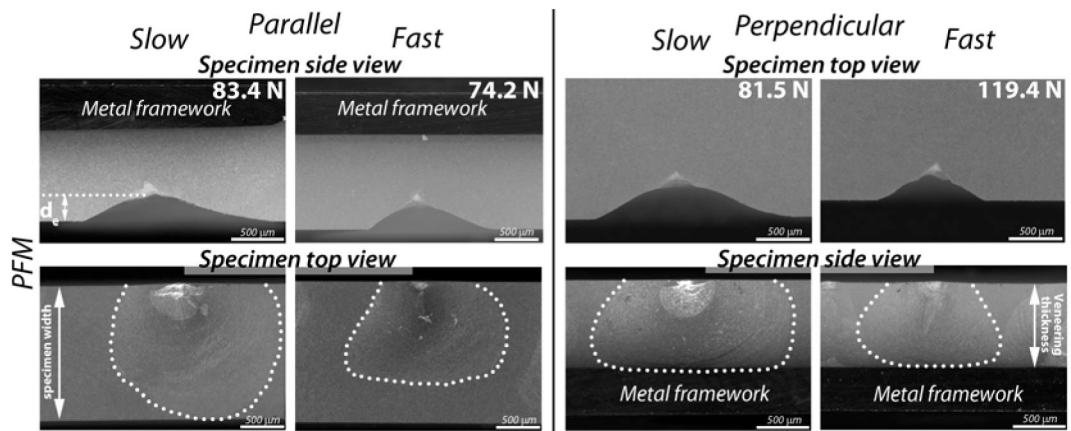 Parallel
Slow
Fast
Specimen side view
83.4 N
Metal framework
74.2 N
Metal framework
de
500 µm
500 µm
PFM
Specimen top view
specimen width
500 µm
500 µm
Perpendicular
Slow
Fast
Specimen top view
81.5 N
119.4 N
500 µm
500 µm
Specimen side view
Veneering
thickness
Metal framework
Metal framework
500 µm
500 µm